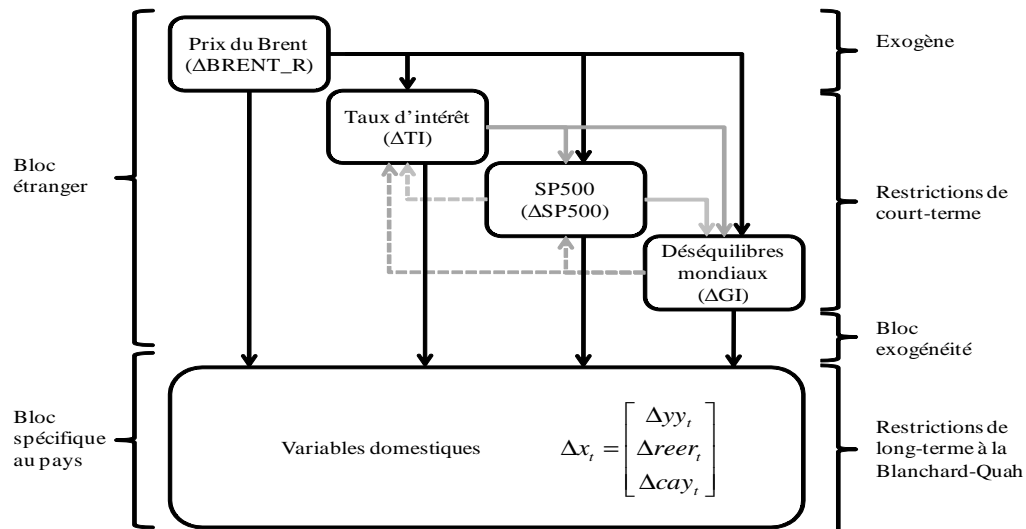 Prix du Brent
(ΔBRENT_R)
Exogène
Taux d'intérêt
(ΔTI)
Bloc
étranger
SP500
(ΔSP500)
Restrictions de
court-terme
Déséquilibres
mondiaux
(ΔGI)
Bloc
exogénéité
Bloc
spécifique
au pays
Variables domestiques
Δx_t = [Δyy_t
Δreer_t
Δcay_t]
Restrictions de
long-terme à la
Blanchard-Quah